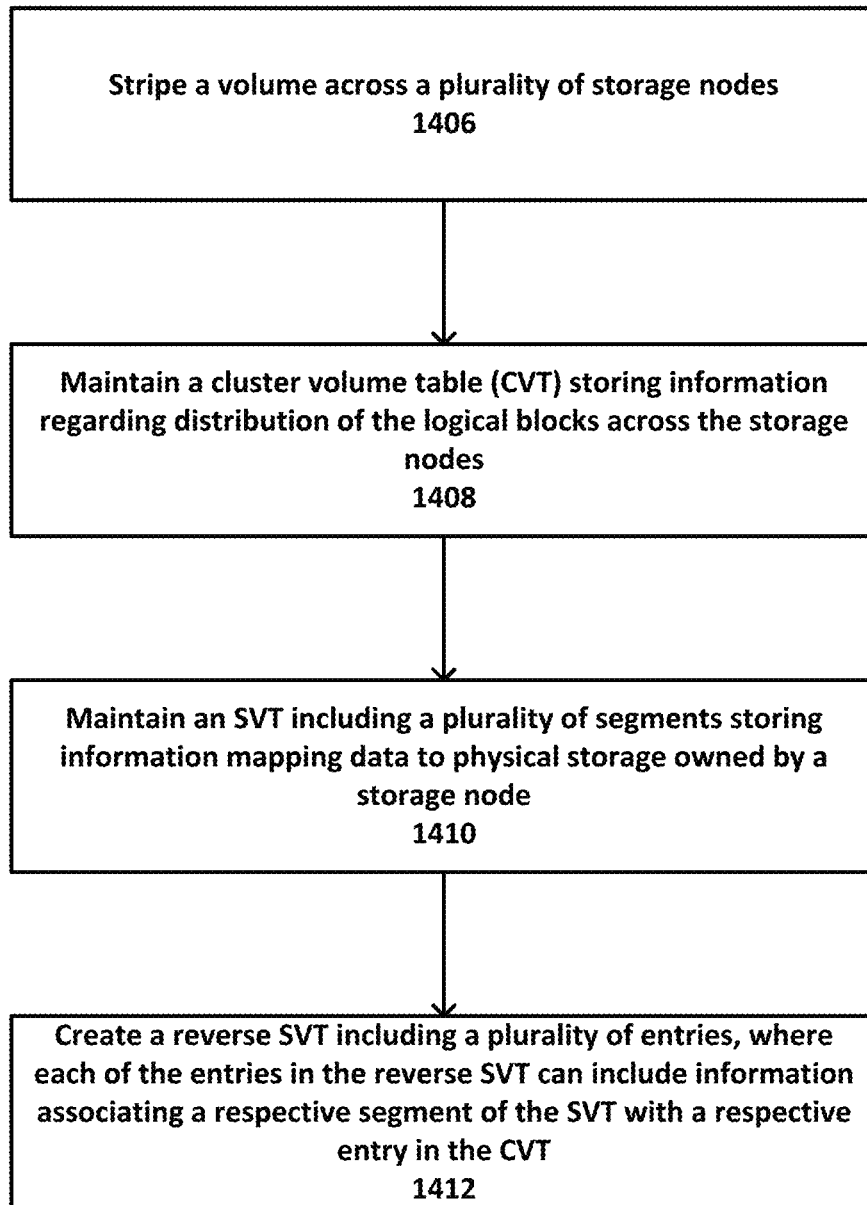 Stripe a volume across a plurality of storage nodes
1406
Maintain a cluster volume table (CVT) storing information
regarding distribution of the logical blocks across the storage
nodes
1408
Maintain an SVT including a plurality of segments storing
information mapping data to physical storage owned by a
storage node
1410
Create a reverse SVT including a plurality of entries, where
each of the entries in the reverse SVT can include information
associating a respective segment of the SVT with a respective
entry in the CVT
1412